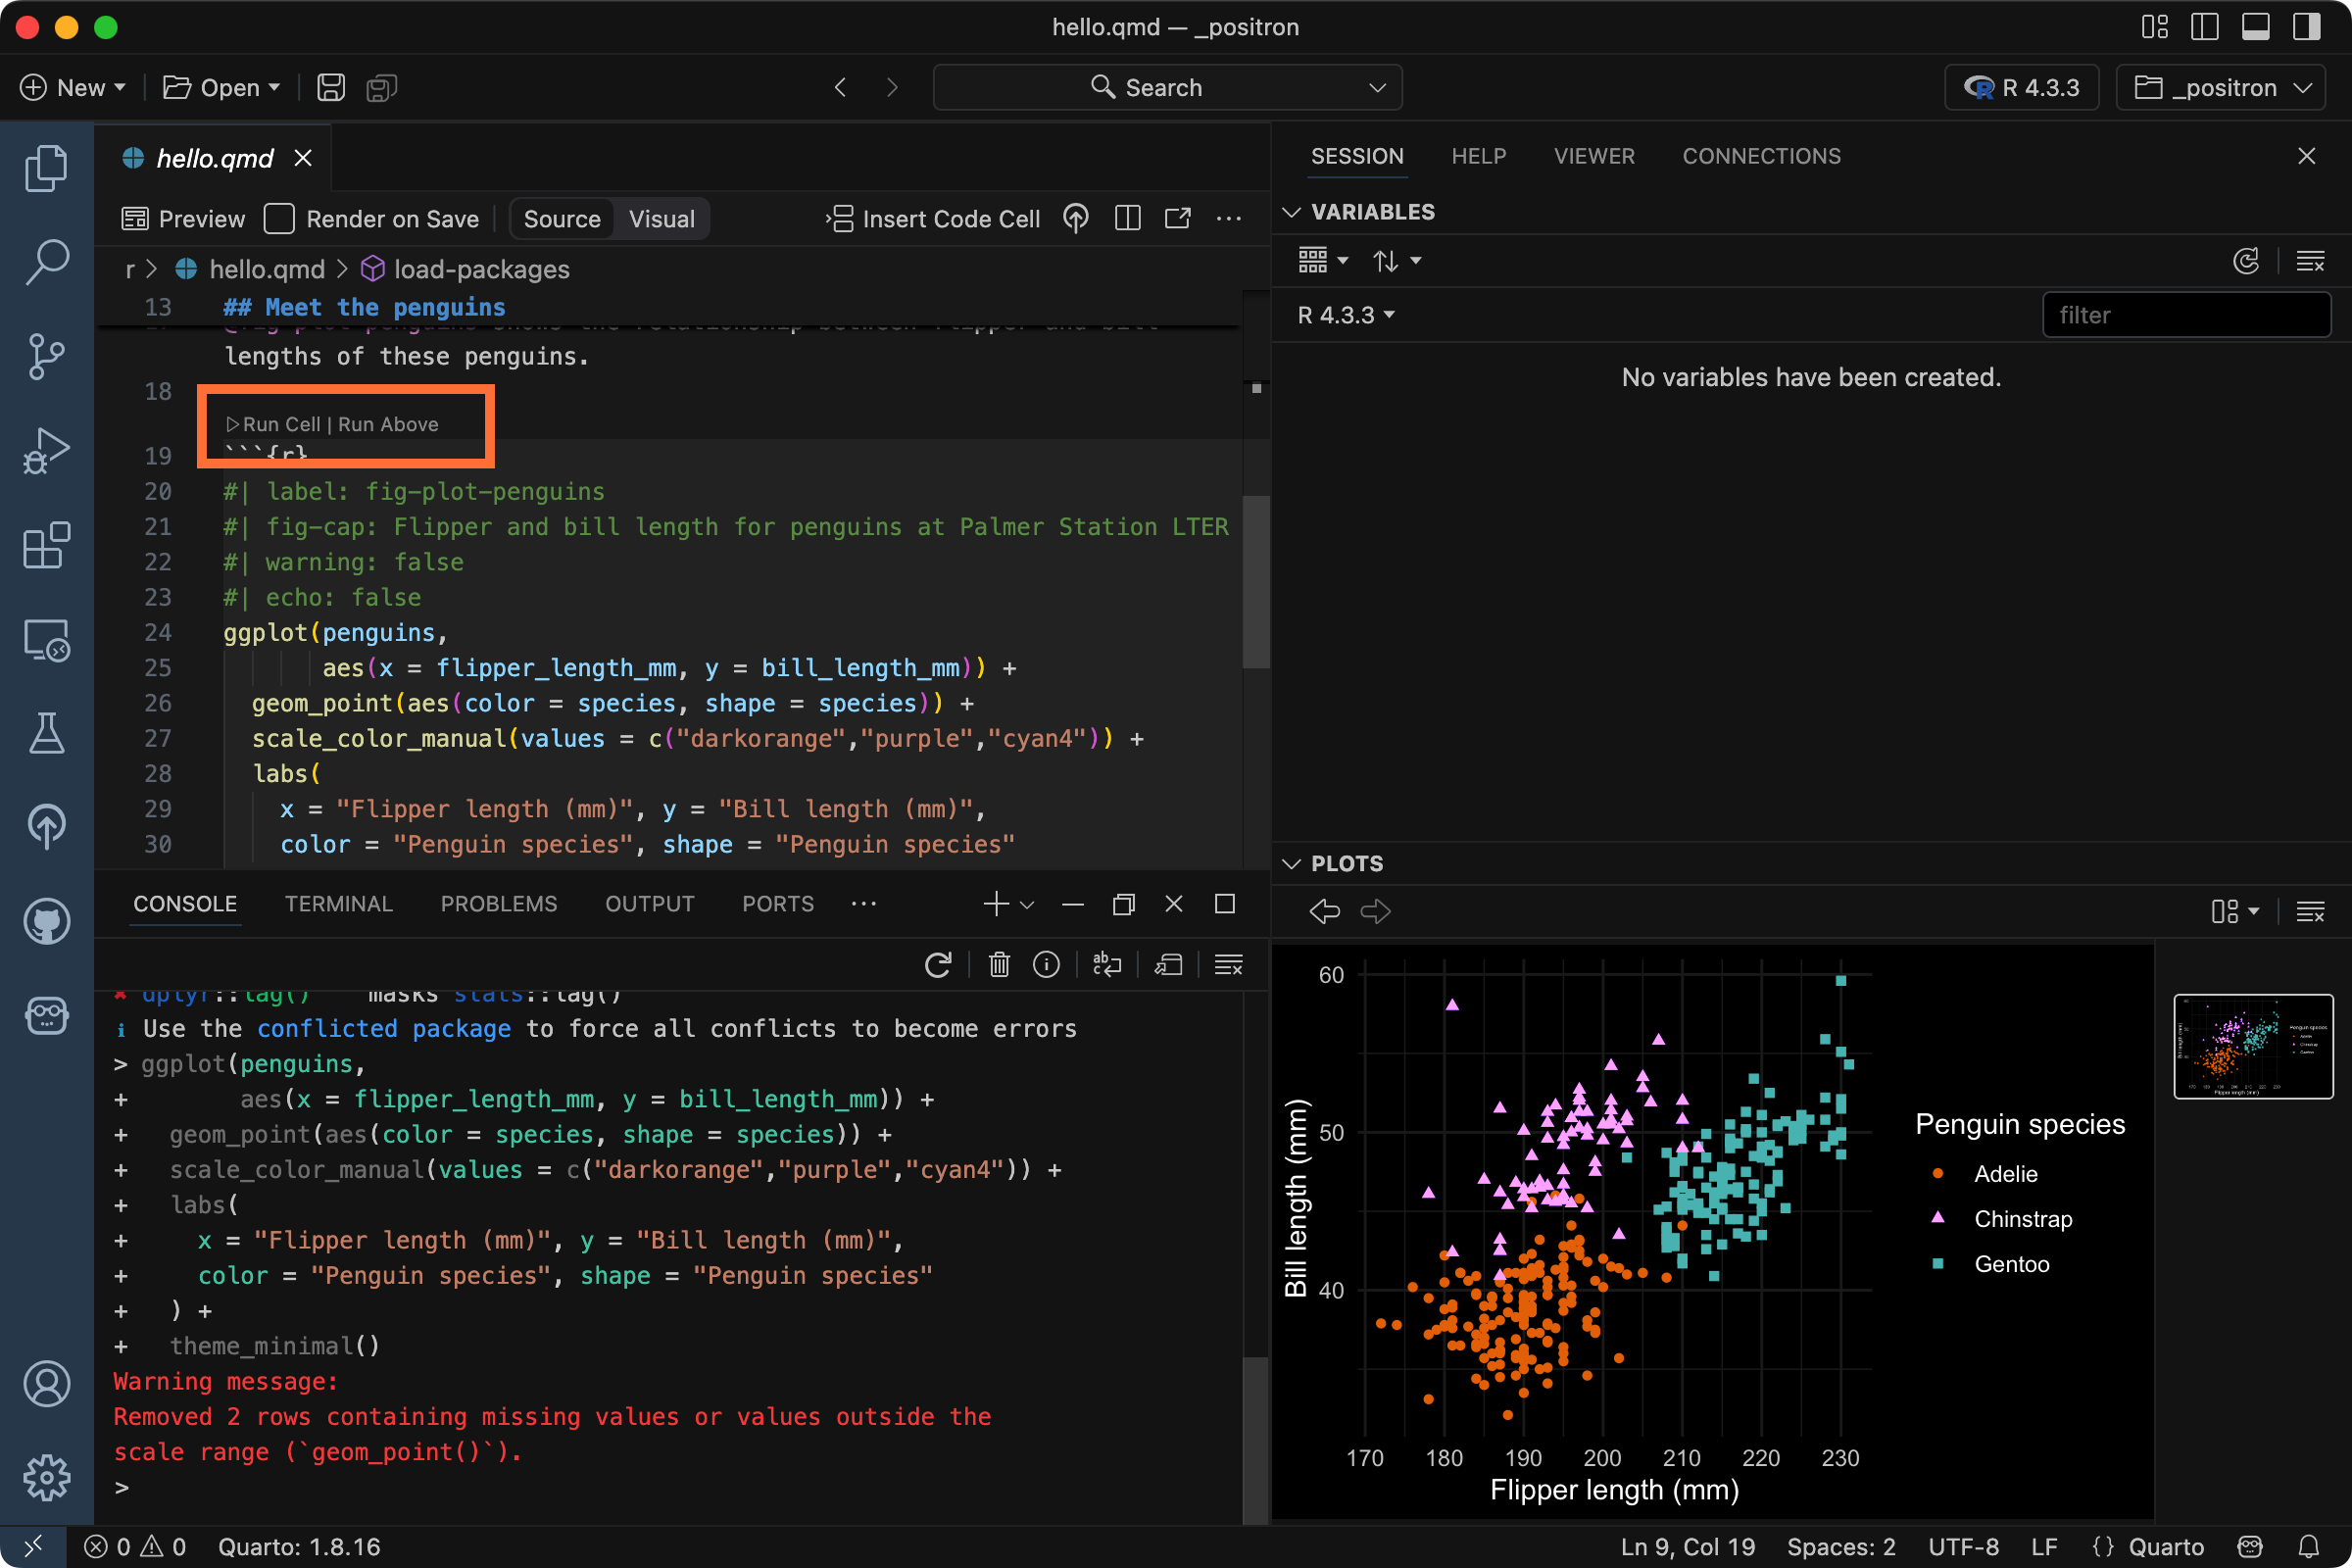 hello.qmd — _positron
New Open Search R 4.3.3 _positron
hello.qmd
Preview Render on Save Source Visual Insert Code Cell
r > hello.qmd > load-packages
13 ## Meet the penguins
lengths of these penguins.
18
Run Cell | Run Above
19 ```{r}
20 #| label: fig-plot-penguins
21 #| fig-cap: Flipper and bill length for penguins at Palmer Station LTER
22 #| warning: false
23 #| echo: false
24 ggplot(penguins,
25 aes(x = flipper_length_mm, y = bill_length_mm)) +
26 geom_point(aes(color = species, shape = species)) +
27 scale_color_manual(values = c("darkorange","purple","cyan4")) +
28 labs(
29 x = "Flipper length (mm)", y = "Bill length (mm)",
30 color = "Penguin species", shape = "Penguin species"
CONSOLE TERMINAL PROBLEMS OUTPUT PORTS ···
dplyr::lag() masks stats::lag()
i Use the conflicted package to force all conflicts to become errors
> ggplot(penguins,
+ aes(x = flipper_length_mm, y = bill_length_mm)) +
+ geom_point(aes(color = species, shape = species)) +
+ scale_color_manual(values = c("darkorange","purple","cyan4")) +
+ labs(
+ x = "Flipper length (mm)", y = "Bill length (mm)",
+ color = "Penguin species", shape = "Penguin species"
+ ) +
+ theme_minimal()
Warning message:
Removed 2 rows containing missing values or values outside the
scale range (`geom_point()`).
>
SESSION HELP VIEWER CONNECTIONS
VARIABLES
R 4.3.3 filter
No variables have been created.
PLOTS
60
50
40
Bill length (mm)
170 180 190 200 210 220 230
Flipper length (mm)
Penguin species
Adelie
Chinstrap
Gentoo
0 0 Quarto: 1.8.16 Ln 9, Col 19 Spaces: 2 UTF-8 LF {} Quarto